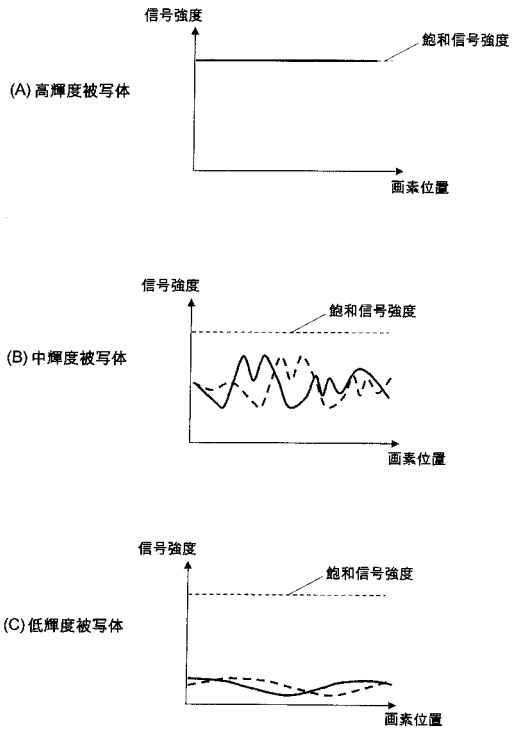 信号強度
飽和信号強度
(A) 高輝度被写体
画素位置
信号強度
飽和信号強度
(B) 中輝度被写体
画素位置
信号強度
飽和信号強度
(C) 低輝度被写体
画素位置